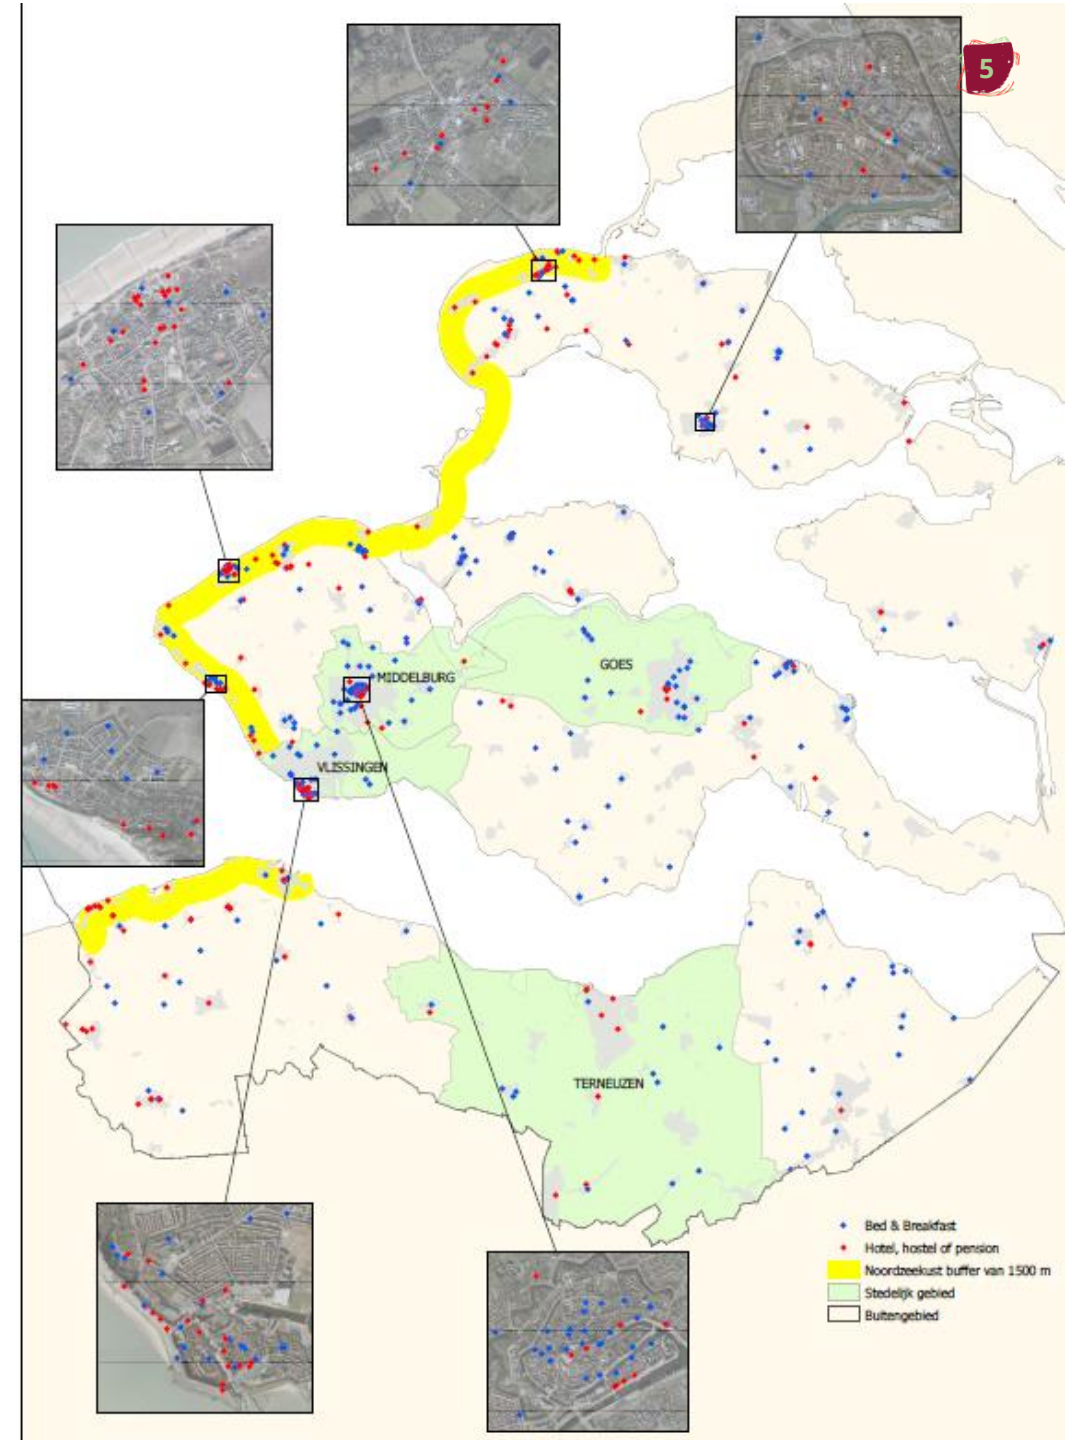 5
GOES
MIDDELBURG
VLISSINGEN
TERNEUZEN
Bed & Breakfast
Hotel, hostel of pension
Noordzeekust buffer van 1500 m
Stedelijk gebied
Buitengebied